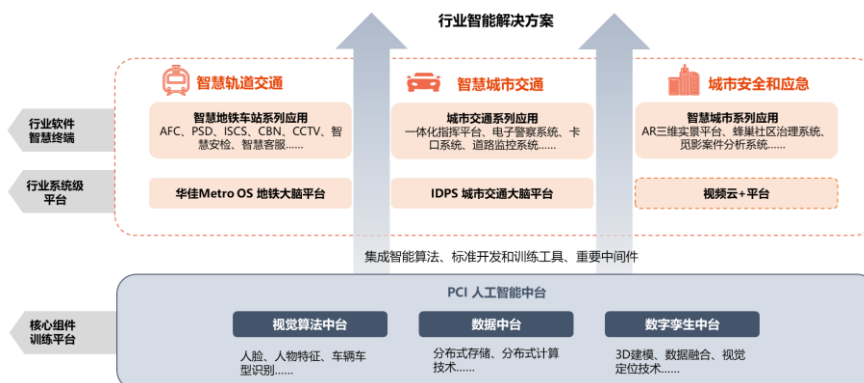 行业智能解决方案
智慧轨道交通
智慧城市交通
城市安全和应急
行业软件
智慧终端
智慧地铁车站系列应用
AFC、PSD、ISCS、CBN、CCTV、智
慧安检、智慧客服......
城市交通系列应用
一体化指挥平台、电子警察系统、卡
口系统、道路监控系统......
智慧城市系列应用
AR三维实景平台、蜂巢社区治理系统、
觅影案件分析系统......
行业系统级
平台
华佳Metro OS 地铁大脑平台
IDPS 城市交通大脑平台
视频云+平台
集成智能算法、标准开发和训练工具、重要中间件
PCI 人工智能中台
核心组件
训练平台
视觉算法中台
数据中台
数字孪生中台
人脸、人物特征、车辆车
型识别......
分布式存储、分布式计算
技术......
3D建模、数据融合、视觉
定位技术......